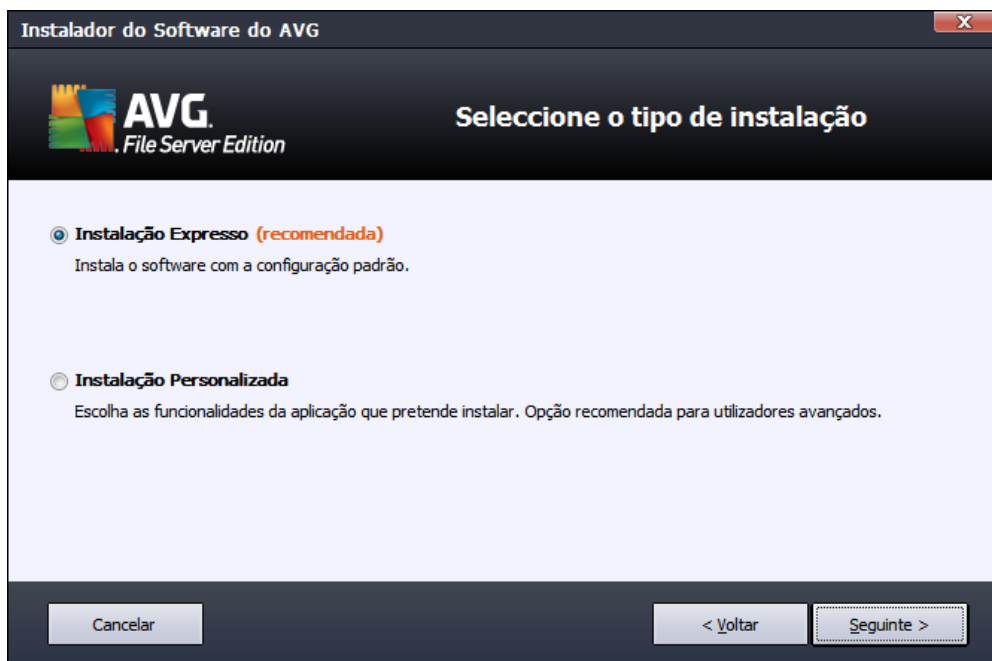 Instalador do Software do AVG
X
AVG.
File Server Edition
Seleccione o tipo de instalação
Instalação Expresso (recomendada)
Instala o software com a configuração padrão.
Instalação Personalizada
Escolha as funcionalidades da aplicação que pretende instalar. Opção recomendada para utilizadores avançados.
Cancelar
< Voltar
Seguinte >